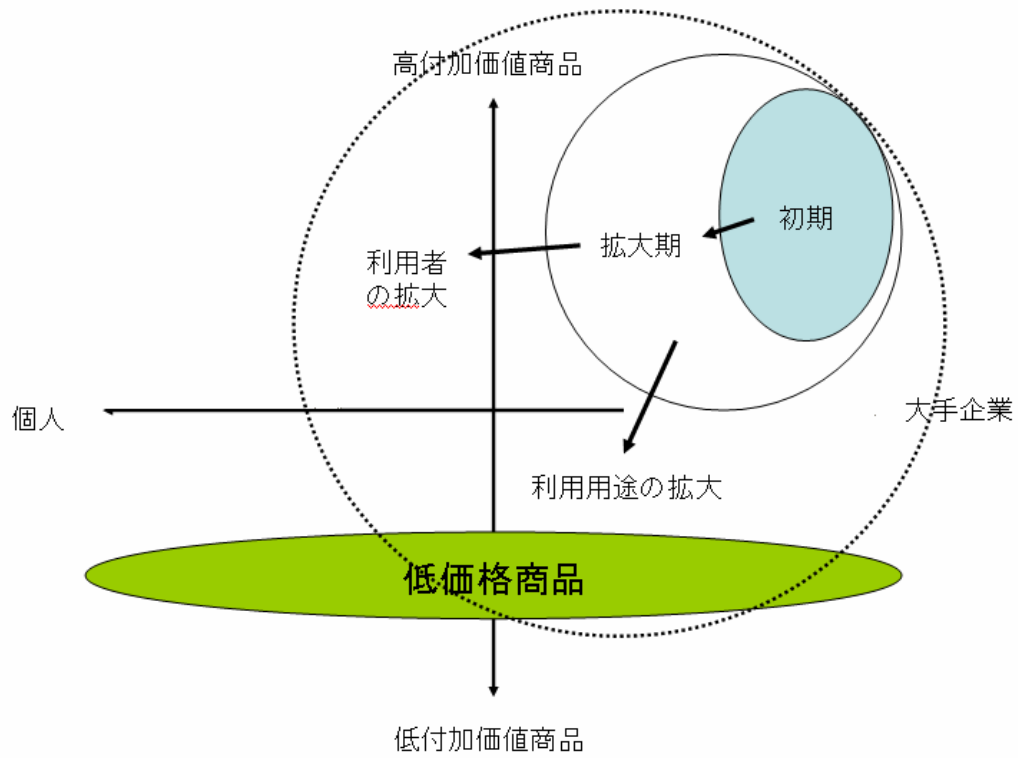 高付加価値商品
初期
拡大期
利用者
の拡大
個人
大手企業
利用用途の拡大
低価格商品
低付加価値商品